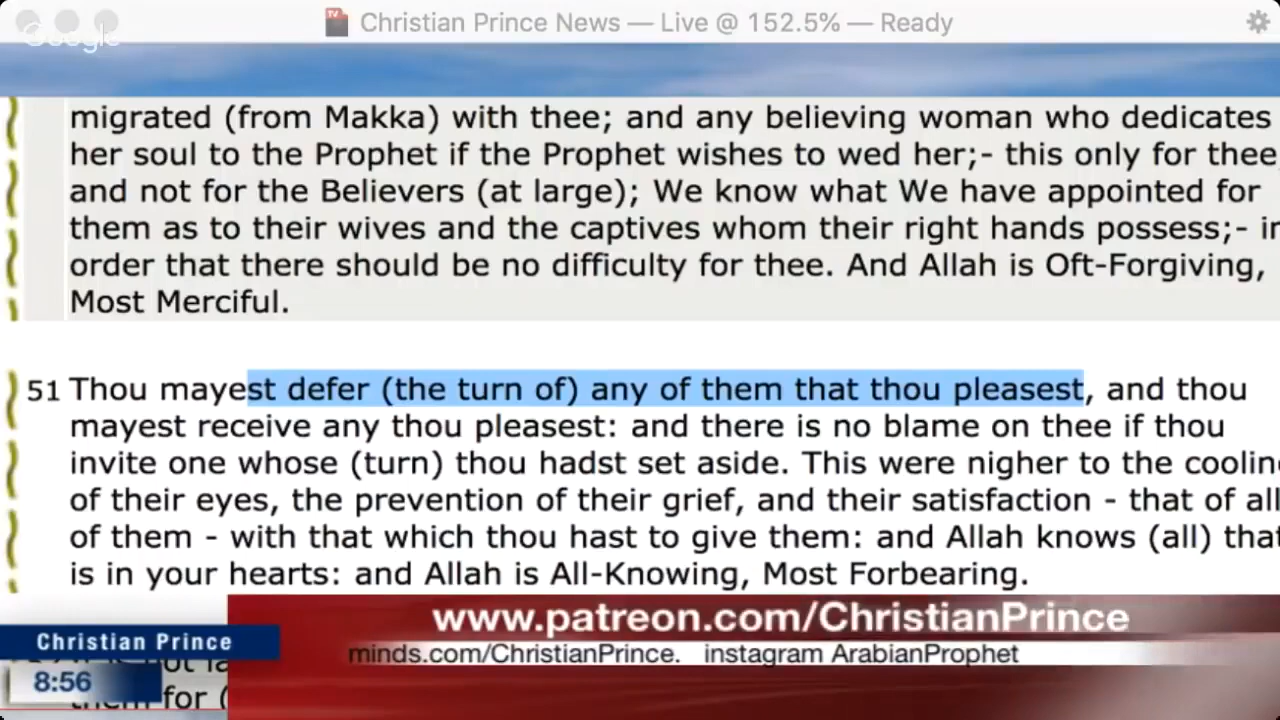 Christian Prince News — Live @ 152.5% — Ready
Google
migrated (from Makka) with thee; and any believing woman who dedicates
her soul to the Prophet if the Prophet wishes to wed her;- this only for thee
and not for the Believers (at large); We know what We have appointed for
them as to their wives and the captives whom their right hands possess;- in
order that there should be no difficulty for thee. And Allah is Oft-Forgiving,
Most Merciful.
51 Thou mayest defer (the turn of) any of them that thou pleasest, and thou
mayest receive any thou pleasest: and there is no blame on thee if thou
invite one whose (turn) thou hadst set aside. This were nigher to the coolin
of their eyes, the prevention of their grief, and their satisfaction - that of all
of them - with that which thou hast to give them: and Allah knows (all) that
is in your hearts: and Allah is All-Knowing, Most Forbearing.
www.patreon.com/ChristianPrince
Christian Prince
minds.com/ChristianPrince. instagram ArabianProphet
8:56
them for (